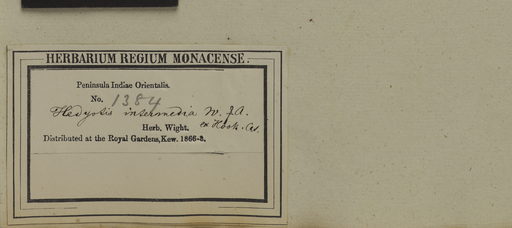 HERBARIUM REGIUM MONACENSE.
Peninsula Indiae Orientalis.
No. 1384
Hedyotis intermedia W. & A.
Herb. Wight. ex Hook. Ar.
Distributed at the Royal Gardens, Kew. 1866-8.